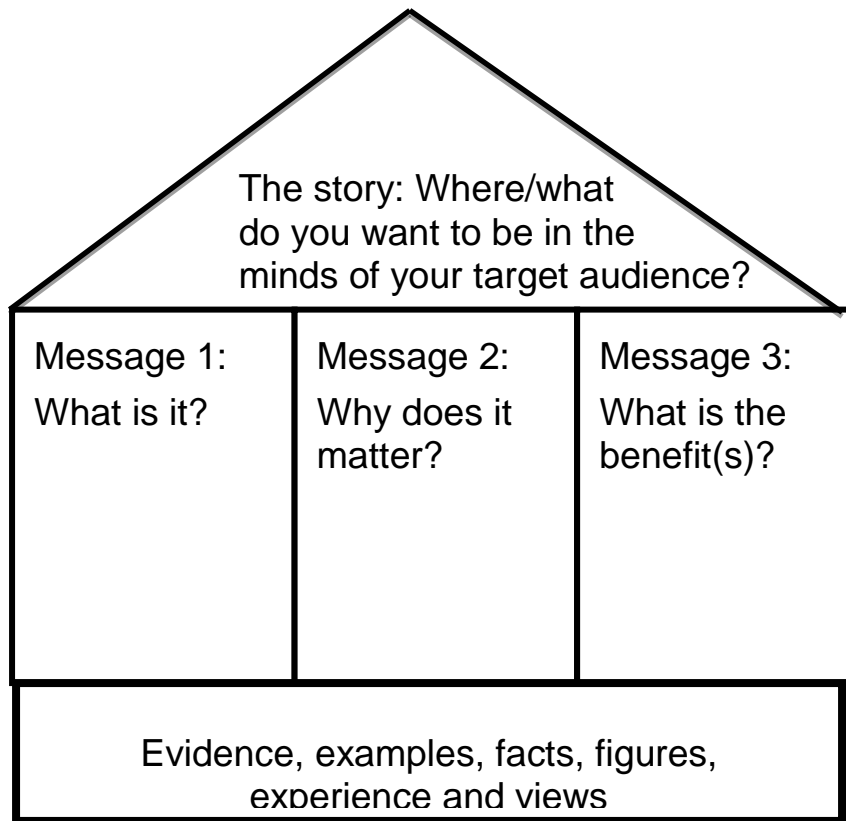 The story: Where/what
do you want to be in the
minds of your target audience?
Message 1:
What is it?
Message 2:
Why does it
matter?
Message 3:
What is the
benefit(s)?
Evidence, examples, facts, figures,
experience and views